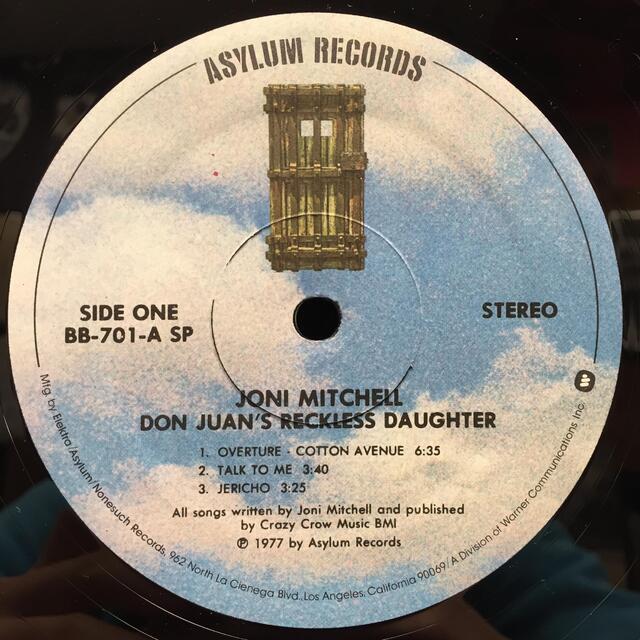 ASYLUM RECORDS
SIDE ONE
BB-701-A SP
STEREO
JONI MITCHELL
DON JUAN'S RECKLESS DAUGHTER
1. OVERTURE - COTTON AVENUE 6:35
2. TALK TO ME 3:40
3. JERICHO 3:25
All songs written by Joni Mitchell and published
by Crazy Crow Music BMI
℗ 1977 by Asylum Records
Mfg. by Elektra/Asylum/Nonesuch Records, 962 North La Cienega Blvd., Los Angeles, California 90069/A Division of Warner Communications Inc.